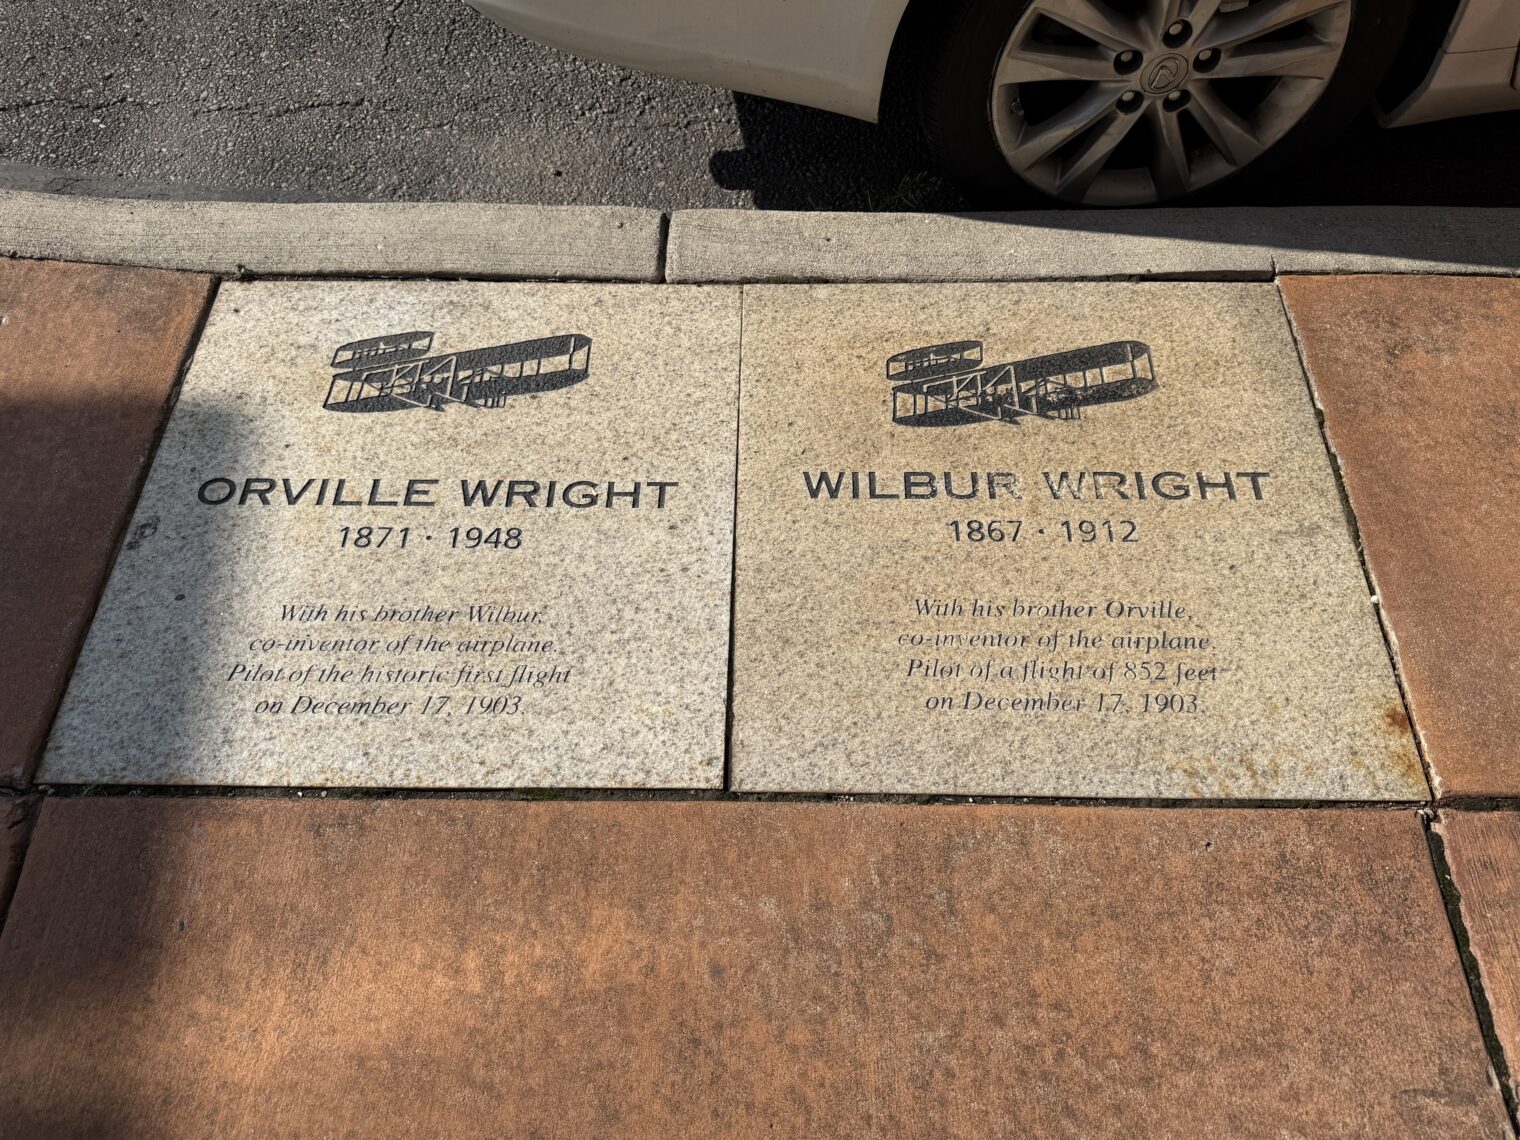 ORVILLE WRIGHT
1871 · 1948
With his brother Wilbur,
co-inventor of the airplane.
Pilot of the historic first flight
on December 17, 1903.
WILBUR WRIGHT
1867 · 1912
With his brother Orville,
co-inventor of the airplane.
Pilot of a flight of 852 feet
on December 17, 1903.